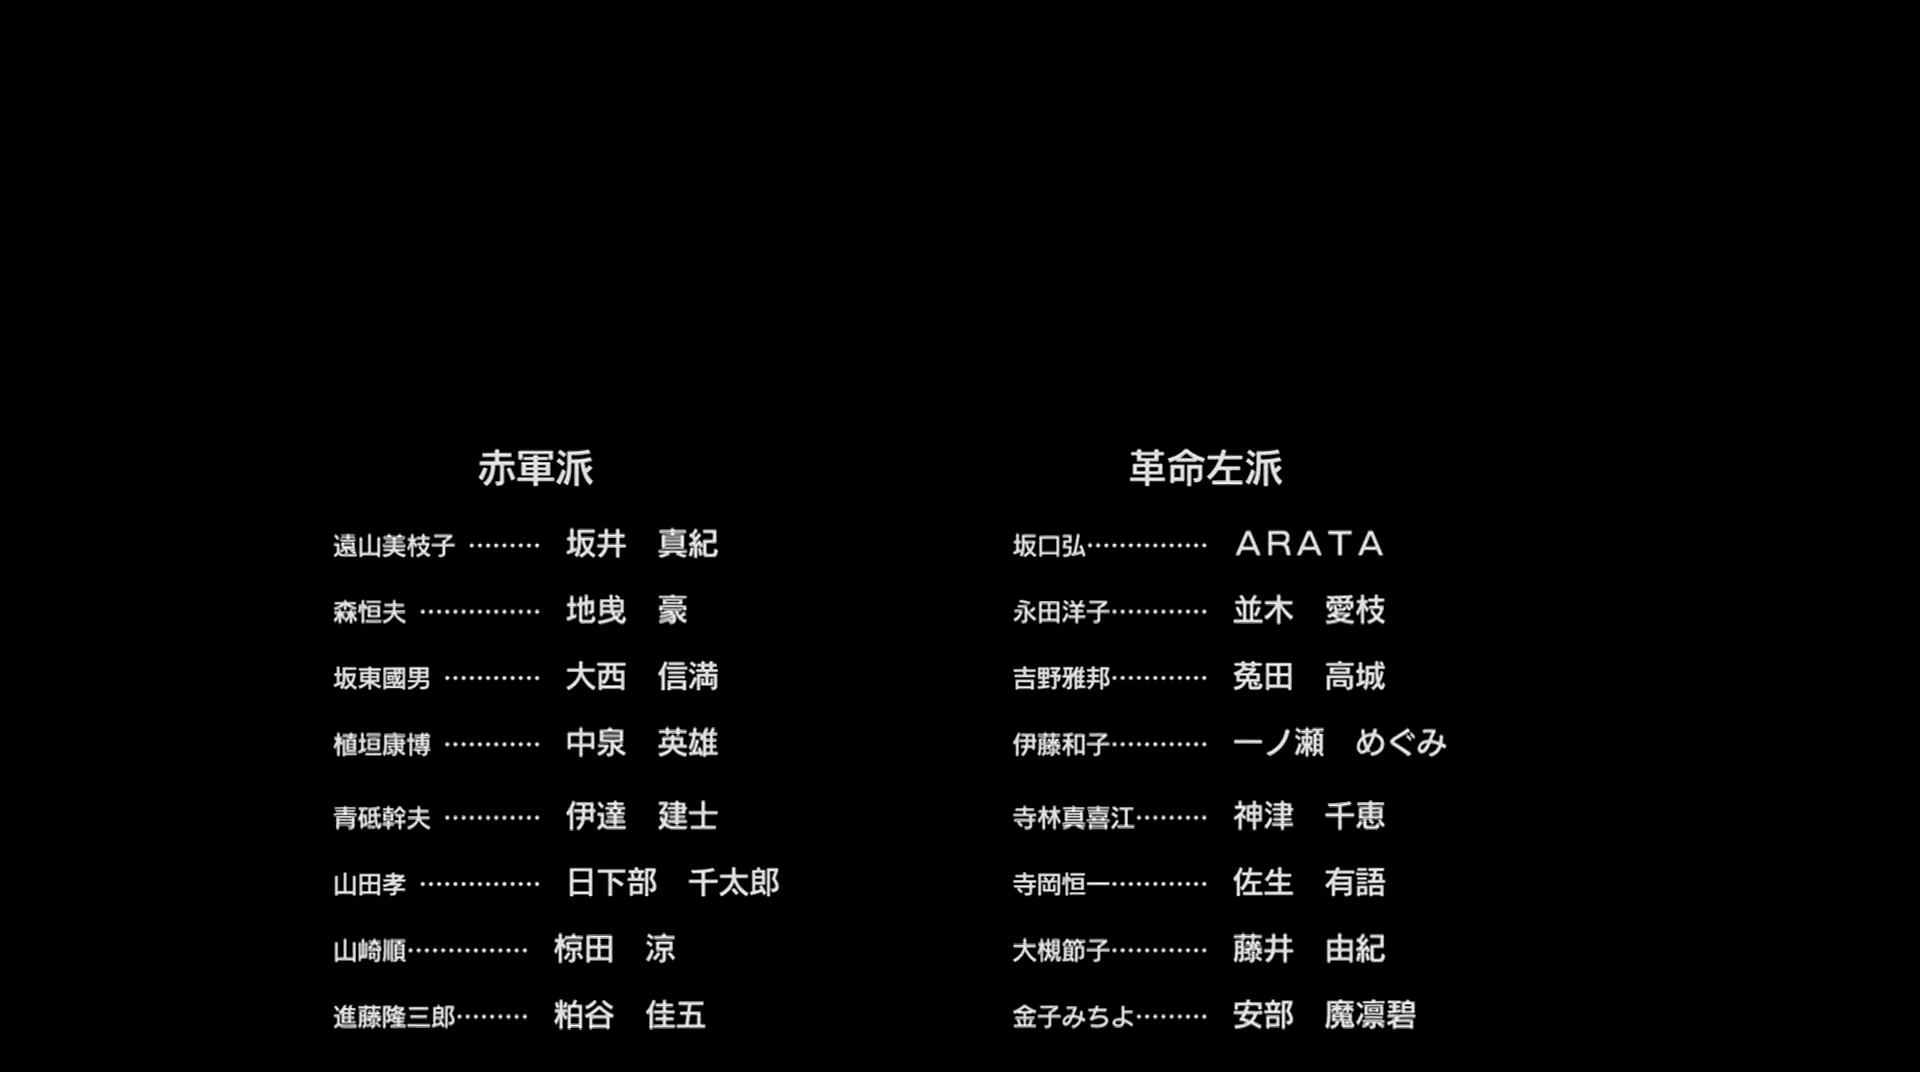 赤軍派
遠山美枝子 ……… 坂井　真紀
森恒夫 …………… 地曵　豪
坂東國男 ………… 大西　信満
植垣康博 ………… 中泉　英雄
青砥幹夫 ………… 伊達　建士
山田孝 …………… 日下部　千太郎
山崎順…………… 椋田　涼
進藤隆三郎……… 粕谷　佳五
革命左派
坂口弘…………… ＡＲＡＴＡ
永田洋子………… 並木　愛枝
吉野雅邦………… 菟田　高城
伊藤和子………… 一ノ瀬　めぐみ
寺林真喜江……… 神津　千恵
寺岡恒一………… 佐生　有語
大槻節子………… 藤井　由紀
金子みちよ……… 安部　魔凛碧